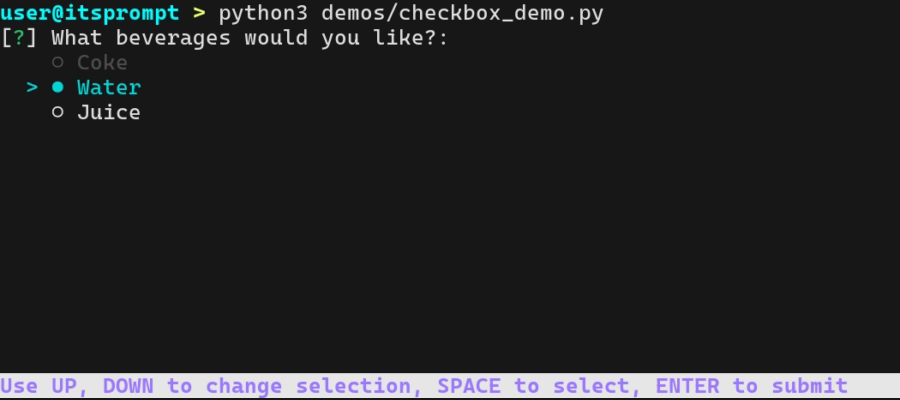 user@itsprompt > python3 demos/checkbox_demo.py
[?] What beverages would you like?:
○ Coke
> ● Water
○ Juice
Use UP, DOWN to change selection, SPACE to select, ENTER to submit